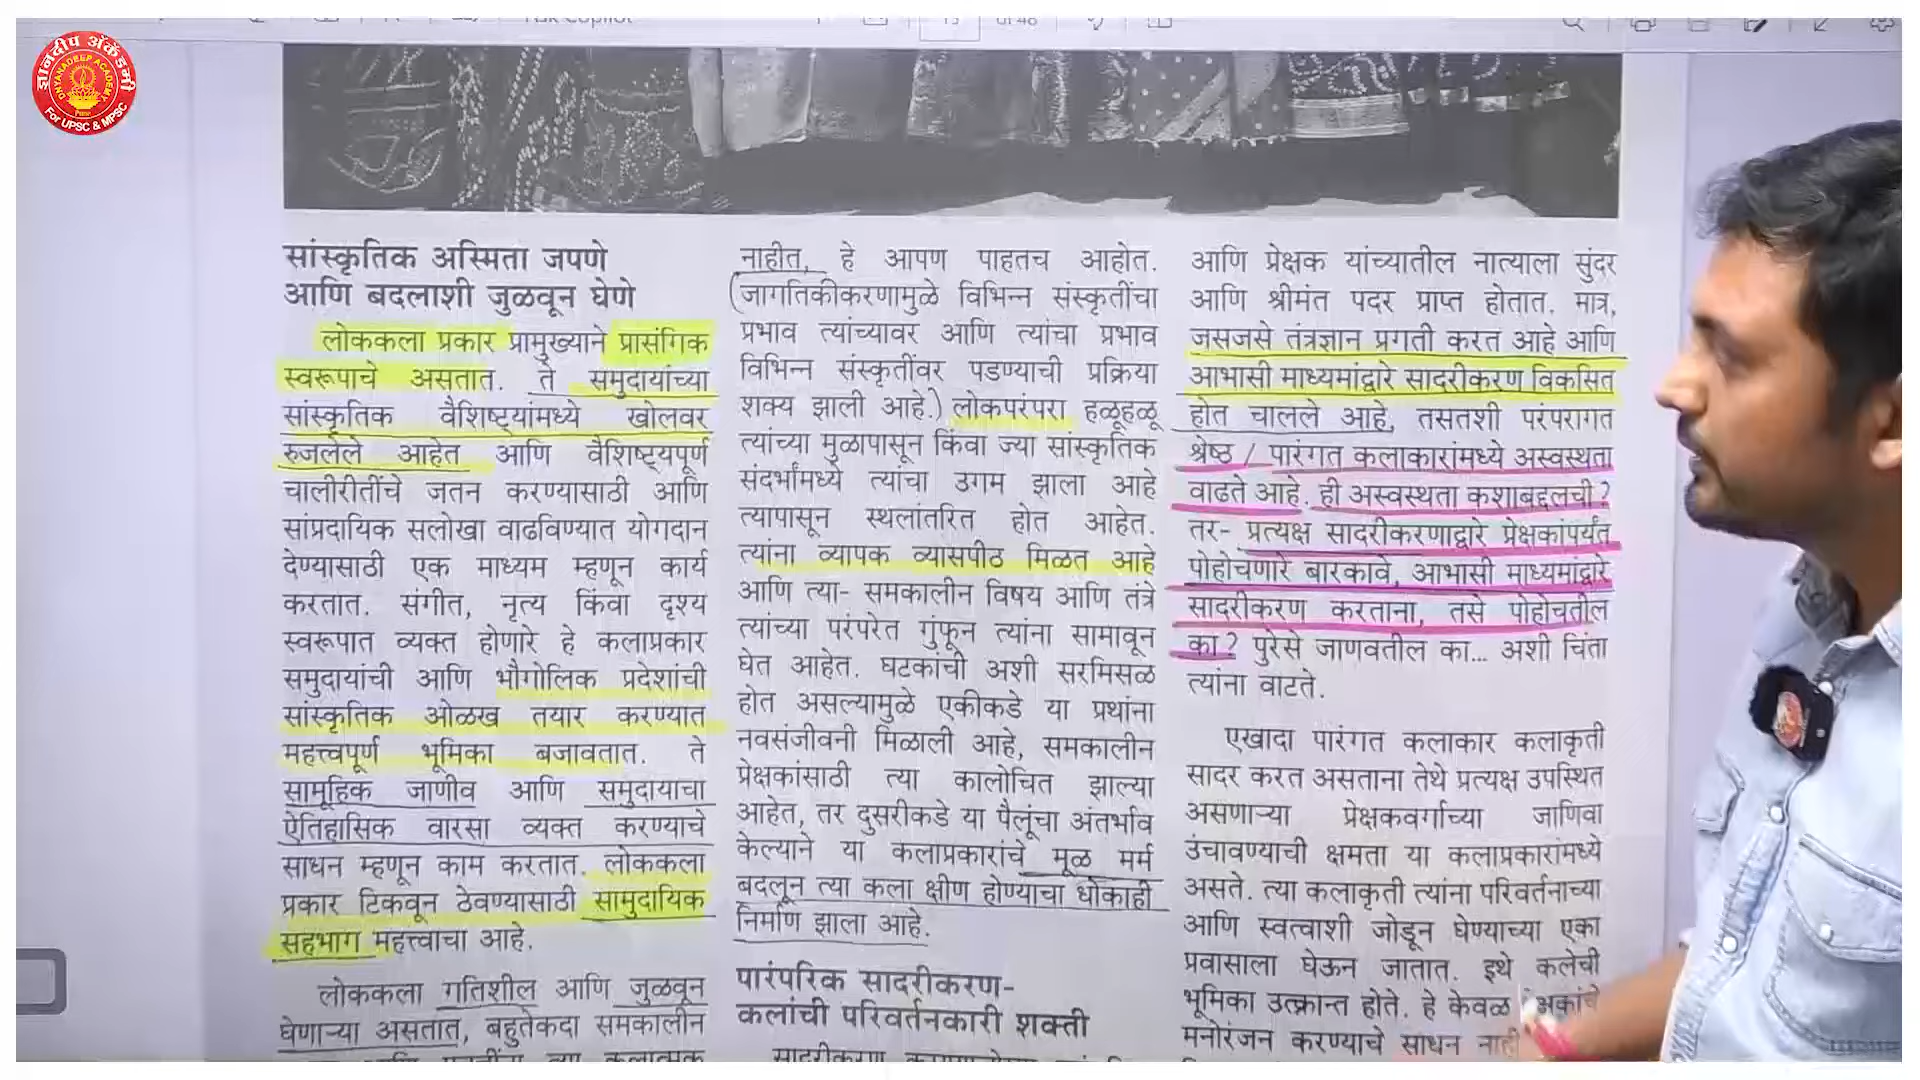 ज्ञानदीप अॅकॅडमी
DNYANADEEP ACADEMY
For UPSC & MPSC
सांस्कृतिक अस्मिता जपणे
आणि बदलाशी जुळवून घेणे
लोककला प्रकार प्रामुख्याने प्रासंगिक
स्वरूपाचे असतात. ते समुदायांच्या
सांस्कृतिक वैशिष्ट्यांमध्ये खोलवर
रुजलेले आहेत आणि वैशिष्ट्यपूर्ण
चालीरीतींचे जतन करण्यासाठी आणि
सांप्रदायिक सलोखा वाढविण्यात योगदान
देण्यासाठी एक माध्यम म्हणून कार्य
करतात. संगीत, नृत्य किंवा दृश्य
स्वरूपात व्यक्त होणारे हे कलाप्रकार
समुदायांची आणि भौगोलिक प्रदेशांची
सांस्कृतिक ओळख तयार करण्यात
महत्त्वपूर्ण भूमिका बजावतात. ते
सामूहिक जाणीव आणि समुदायाचा
ऐतिहासिक वारसा व्यक्त करण्याचे
साधन म्हणून काम करतात. लोककला
प्रकार टिकवून ठेवण्यासाठी सामुदायिक
सहभाग महत्त्वाचा आहे.
लोककला गतिशील आणि जुळवून
घेणाऱ्या असतात, बहुतेकदा समकालीन
नाहीत, हे आपण पाहतच आहोत.
(जागतिकीकरणामुळे विभिन्न संस्कृतींचा
प्रभाव त्यांच्यावर आणि त्यांचा प्रभाव
विभिन्न संस्कृतींवर पडण्याची प्रक्रिया
शक्य झाली आहे.) लोकपरंपरा हळूहळू
त्यांच्या मुळापासून किंवा ज्या सांस्कृतिक
संदर्भांमध्ये त्यांचा उगम झाला आहे
त्यापासून स्थलांतरित होत आहेत.
त्यांना व्यापक व्यासपीठ मिळत आहे
आणि त्या- समकालीन विषय आणि तंत्रे
त्यांच्या परंपरेत गुंफून त्यांना सामावून
घेत आहेत. घटकांची अशी सरमिसळ
होत असल्यामुळे एकीकडे या प्रथांना
नवसंजीवनी मिळाली आहे, समकालीन
प्रेक्षकांसाठी त्या कालोचित झाल्या
आहेत, तर दुसरीकडे या पैलूंचा अंतर्भाव
केल्याने या कलाप्रकारांचे मूळ मर्म
बदलून त्या कला क्षीण होण्याचा धोकाही
निर्माण झाला आहे.
पारंपरिक सादरीकरण-
कलांची परिवर्तनकारी शक्ती
आणि प्रेक्षक यांच्यातील नात्याला सुंदर
आणि श्रीमंत पदर प्राप्त होतात. मात्र,
जसजसे तंत्रज्ञान प्रगती करत आहे आणि
आभासी माध्यमांद्वारे सादरीकरण विकसित
होत चालले आहे, तसतशी परंपरागत
श्रेष्ठ / पारंगत कलाकारांमध्ये अस्वस्थता
वाढते आहे. ही अस्वस्थता कशाबद्दलची?
तर- प्रत्यक्ष सादरीकरणाद्वारे प्रेक्षकांपर्यंत
पोहोचणारे बारकावे, आभासी माध्यमांद्वारे
सादरीकरण करताना, तसे पोहोचतील
का? पुरेसे जाणवतील का... अशी चिंता
त्यांना वाटते.
एखादा पारंगत कलाकार कलाकृती
सादर करत असताना तेथे प्रत्यक्ष उपस्थित
असणाऱ्या प्रेक्षकवर्गाच्या जाणिवा
उंचावण्याची क्षमता या कलाप्रकारांमध्ये
असते. त्या कलाकृती त्यांना परिवर्तनाच्या
आणि स्वत्वाशी जोडून घेण्याच्या एका
प्रवासाला घेऊन जातात. इथे कलेची
भूमिका उत्क्रान्त होते. हे केवळ
मनोरंजन करण्याचे साधन